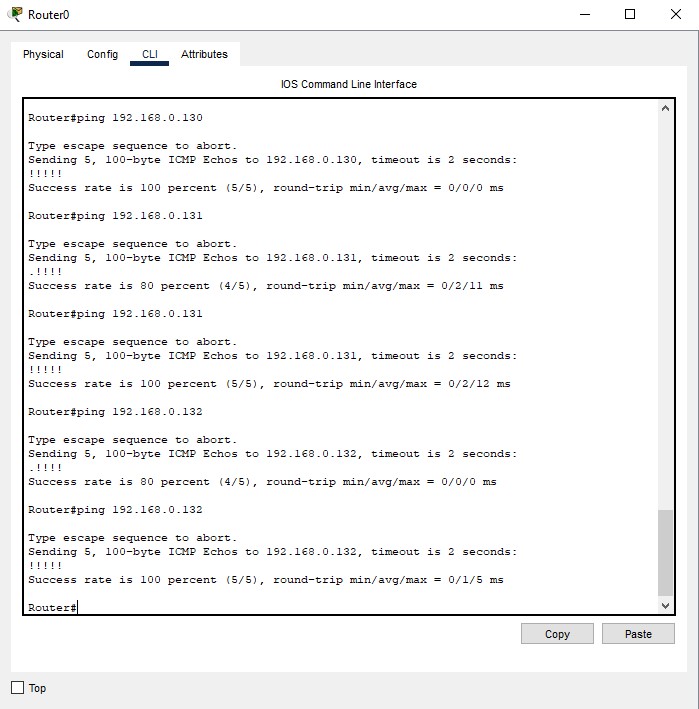 Router0
Physical Config CLI Attributes
IOS Command Line Interface
Router#ping 192.168.0.130
Type escape sequence to abort.
Sending 5, 100-byte ICMP Echos to 192.168.0.130, timeout is 2 seconds:
!!!!!
Success rate is 100 percent (5/5), round-trip min/avg/max = 0/0/0 ms
Router#ping 192.168.0.131
Type escape sequence to abort.
Sending 5, 100-byte ICMP Echos to 192.168.0.131, timeout is 2 seconds:
.!!!!
Success rate is 80 percent (4/5), round-trip min/avg/max = 0/2/11 ms
Router#ping 192.168.0.131
Type escape sequence to abort.
Sending 5, 100-byte ICMP Echos to 192.168.0.131, timeout is 2 seconds:
!!!!!
Success rate is 100 percent (5/5), round-trip min/avg/max = 0/2/12 ms
Router#ping 192.168.0.132
Type escape sequence to abort.
Sending 5, 100-byte ICMP Echos to 192.168.0.132, timeout is 2 seconds:
.!!!!
Success rate is 80 percent (4/5), round-trip min/avg/max = 0/0/0 ms
Router#ping 192.168.0.132
Type escape sequence to abort.
Sending 5, 100-byte ICMP Echos to 192.168.0.132, timeout is 2 seconds:
!!!!!
Success rate is 100 percent (5/5), round-trip min/avg/max = 0/1/5 ms
Router#
Copy Paste
Top